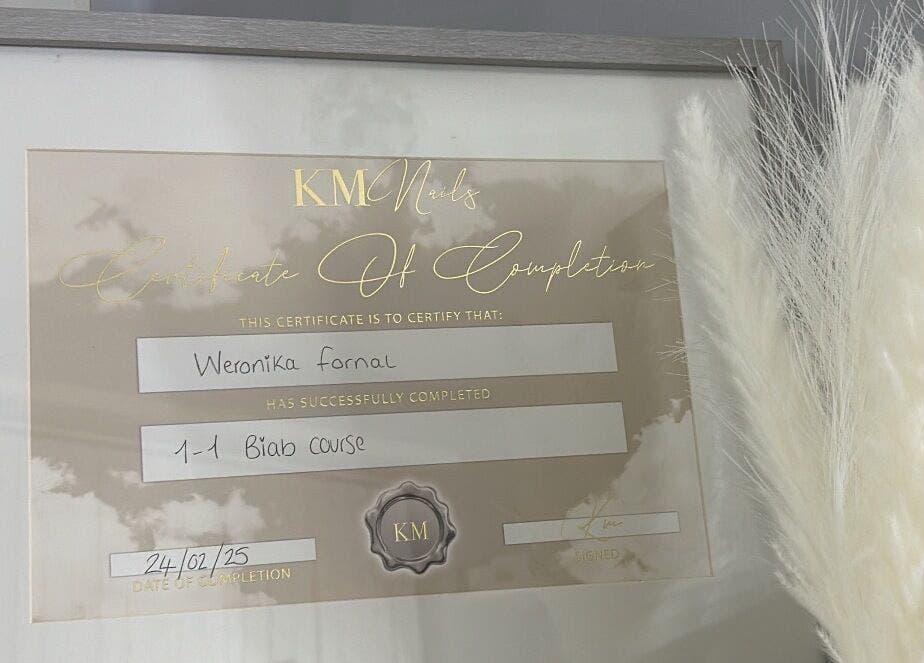 KM Nails
Certificate Of Completion
THIS CERTIFICATE IS TO CERTIFY THAT:
Weronika fornal
HAS SUCCESSFULLY COMPLETED
1-1 Biab course
KM
Km
24/02/25
SIGNED
DATE OF COMPLETION